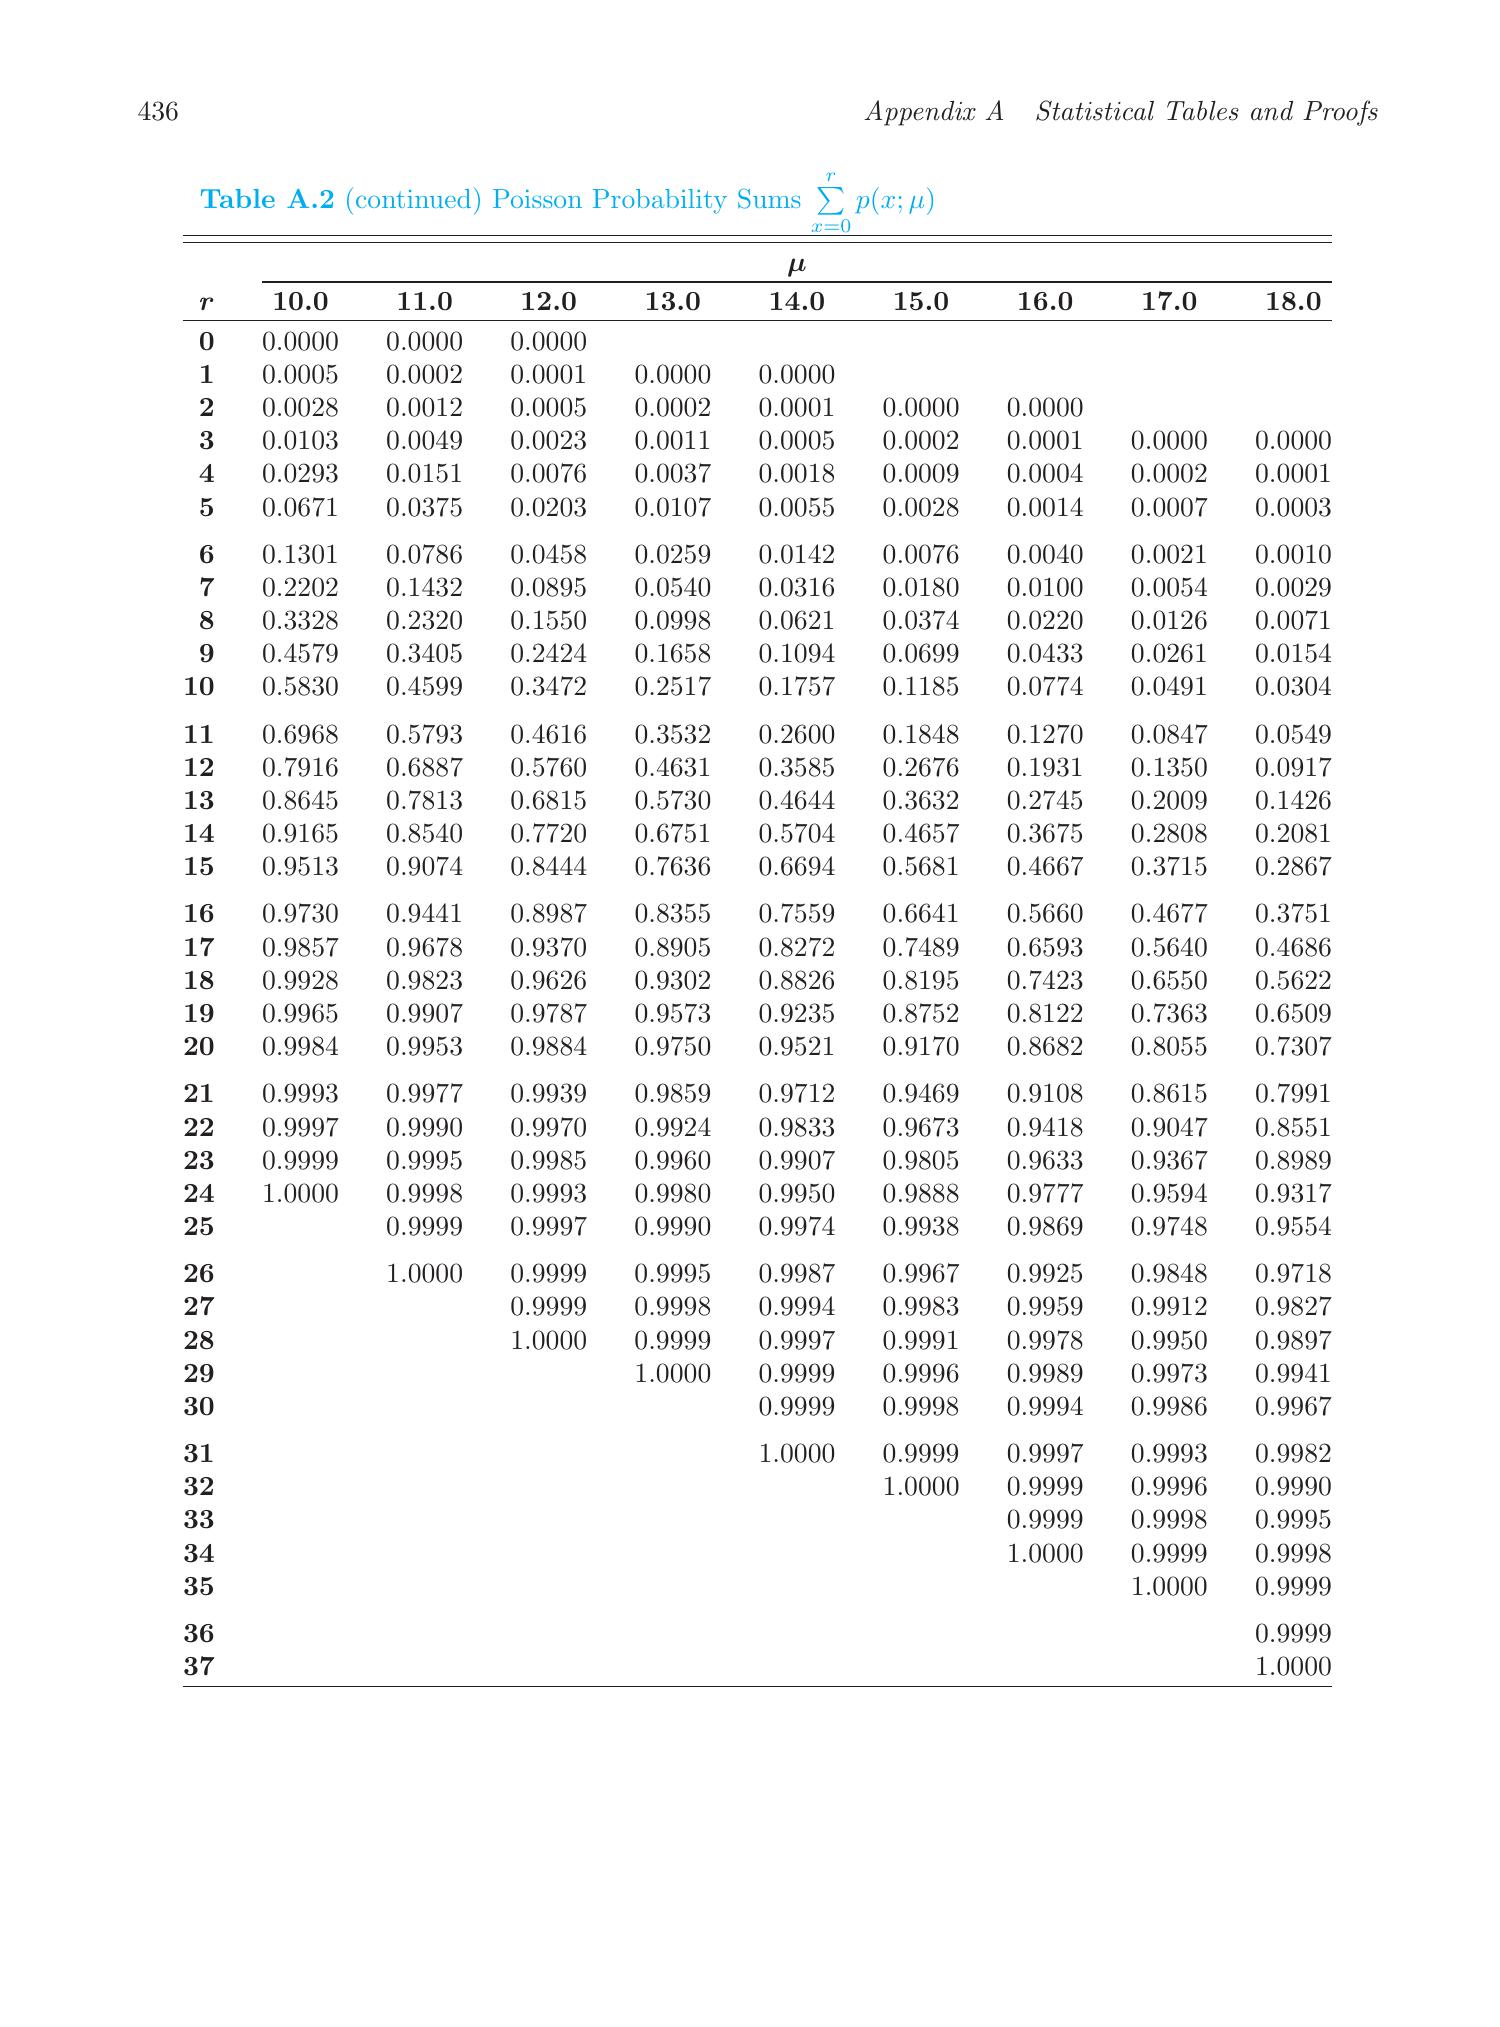 436 Appendix A Statistical Tables and Proofs
Table A.2 (continued) Poisson Probability Sums r∑x=0 p(x; μ)
μ
r 10.0 11.0 12.0 13.0 14.0 15.0 16.0 17.0 18.0
0 0.0000 0.0000 0.0000
1 0.0005 0.0002 0.0001 0.0000 0.0000
2 0.0028 0.0012 0.0005 0.0002 0.0001 0.0000 0.0000
3 0.0103 0.0049 0.0023 0.0011 0.0005 0.0002 0.0001 0.0000 0.0000
4 0.0293 0.0151 0.0076 0.0037 0.0018 0.0009 0.0004 0.0002 0.0001
5 0.0671 0.0375 0.0203 0.0107 0.0055 0.0028 0.0014 0.0007 0.0003
6 0.1301 0.0786 0.0458 0.0259 0.0142 0.0076 0.0040 0.0021 0.0010
7 0.2202 0.1432 0.0895 0.0540 0.0316 0.0180 0.0100 0.0054 0.0029
8 0.3328 0.2320 0.1550 0.0998 0.0621 0.0374 0.0220 0.0126 0.0071
9 0.4579 0.3405 0.2424 0.1658 0.1094 0.0699 0.0433 0.0261 0.0154
10 0.5830 0.4599 0.3472 0.2517 0.1757 0.1185 0.0774 0.0491 0.0304
11 0.6968 0.5793 0.4616 0.3532 0.2600 0.1848 0.1270 0.0847 0.0549
12 0.7916 0.6887 0.5760 0.4631 0.3585 0.2676 0.1931 0.1350 0.0917
13 0.8645 0.7813 0.6815 0.5730 0.4644 0.3632 0.2745 0.2009 0.1426
14 0.9165 0.8540 0.7720 0.6751 0.5704 0.4657 0.3675 0.2808 0.2081
15 0.9513 0.9074 0.8444 0.7636 0.6694 0.5681 0.4667 0.3715 0.2867
16 0.9730 0.9441 0.8987 0.8355 0.7559 0.6641 0.5660 0.4677 0.3751
17 0.9857 0.9678 0.9370 0.8905 0.8272 0.7489 0.6593 0.5640 0.4686
18 0.9928 0.9823 0.9626 0.9302 0.8826 0.8195 0.7423 0.6550 0.5622
19 0.9965 0.9907 0.9787 0.9573 0.9235 0.8752 0.8122 0.7363 0.6509
20 0.9984 0.9953 0.9884 0.9750 0.9521 0.9170 0.8682 0.8055 0.7307
21 0.9993 0.9977 0.9939 0.9859 0.9712 0.9469 0.9108 0.8615 0.7991
22 0.9997 0.9990 0.9970 0.9924 0.9833 0.9673 0.9418 0.9047 0.8551
23 0.9999 0.9995 0.9985 0.9960 0.9907 0.9805 0.9633 0.9367 0.8989
24 1.0000 0.9998 0.9993 0.9980 0.9950 0.9888 0.9777 0.9594 0.9317
25 0.9999 0.9997 0.9990 0.9974 0.9938 0.9869 0.9748 0.9554
26 1.0000 0.9999 0.9995 0.9987 0.9967 0.9925 0.9848 0.9718
27 0.9999 0.9998 0.9994 0.9983 0.9959 0.9912 0.9827
28 1.0000 0.9999 0.9997 0.9991 0.9978 0.9950 0.9897
29 1.0000 0.9999 0.9996 0.9989 0.9973 0.9941
30 0.9999 0.9998 0.9994 0.9986 0.9967
31 1.0000 0.9999 0.9997 0.9993 0.9982
32 1.0000 0.9999 0.9996 0.9990
33 0.9999 0.9998 0.9995
34 1.0000 0.9999 0.9998
35 1.0000 0.9999
36 0.9999
37 1.0000